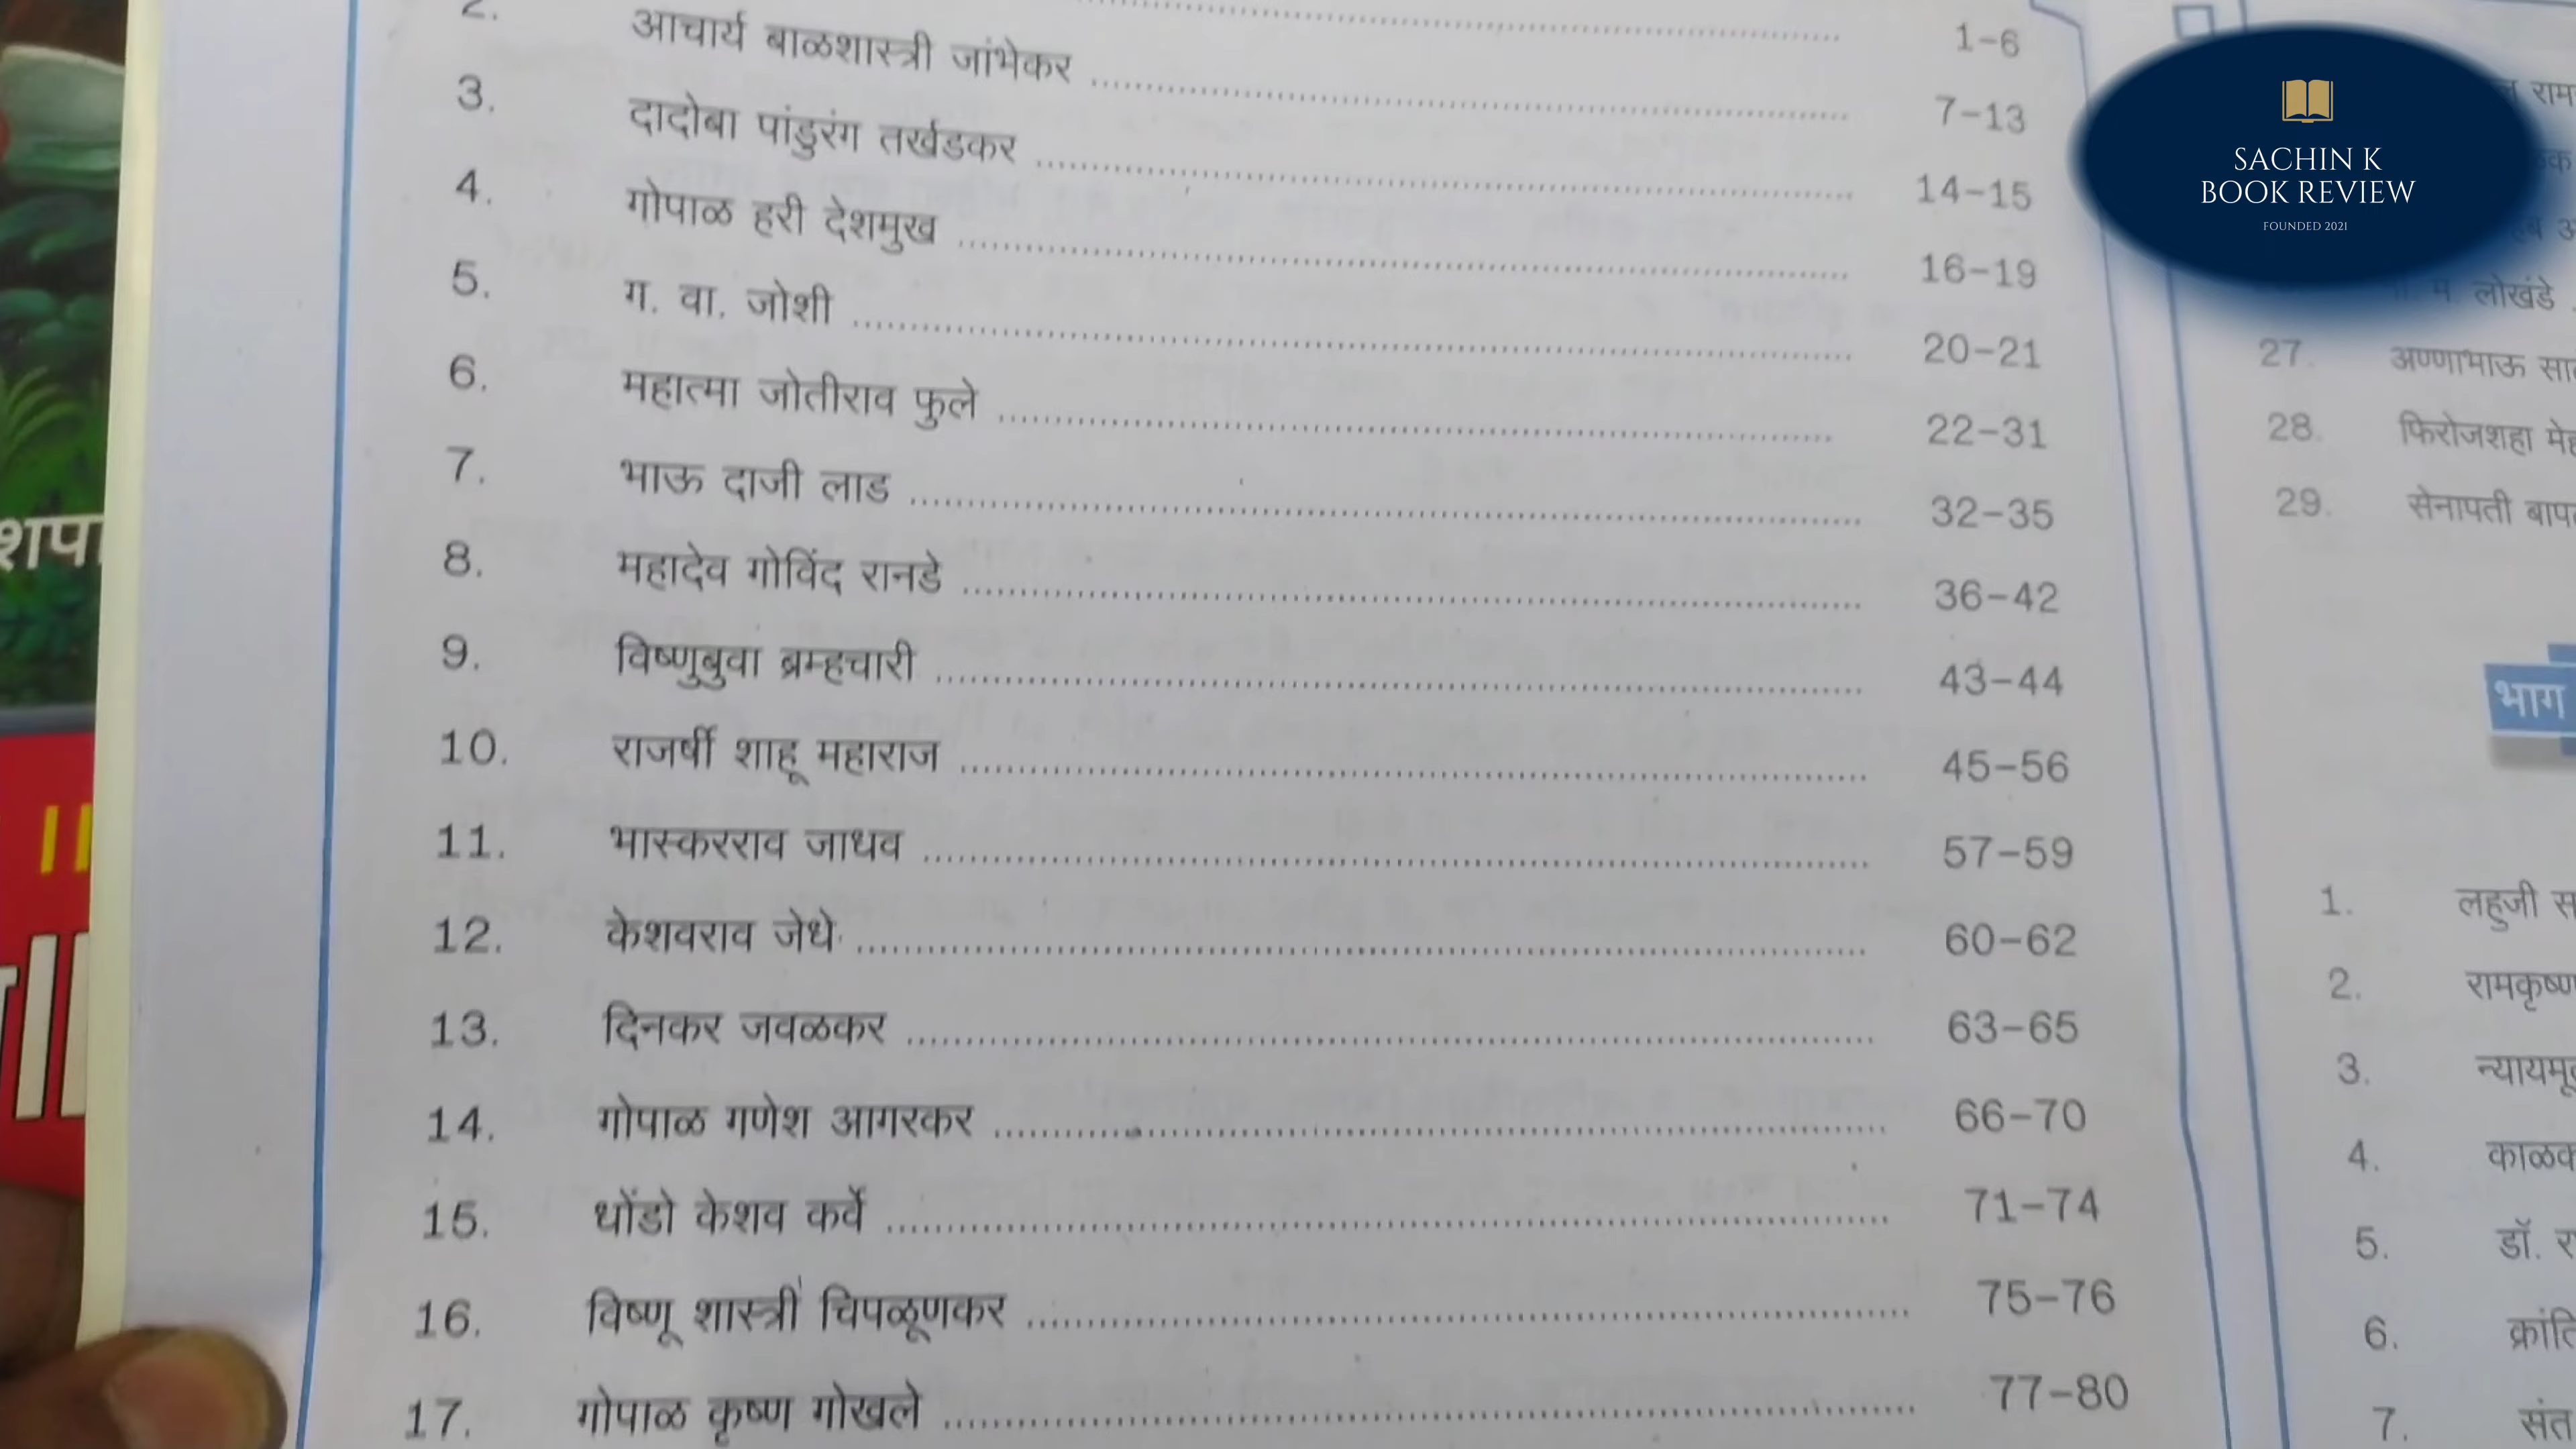 1-6
2. आचार्य बाळशास्त्री जांभेकर 7-13
3. दादोबा पांडुरंग तर्खडकर 14-15
4. गोपाळ हरी देशमुख 16-19
5. ग. वा. जोशी 20-21
6. महात्मा जोतीराव फुले 22-31
7. भाऊ दाजी लाड 32-35
8. महादेव गोविंद रानडे 36-42
9. विष्णुबुवा ब्रम्हचारी 43-44
10. राजर्षी शाहू महाराज 45-56
11. भास्करराव जाधव 57-59
12. केशवराव जेधे 60-62
13. दिनकर जवळकर 63-65
14. गोपाळ गणेश आगरकर 66-70
15. धोंडो केशव कर्वे 71-74
16. विष्णू शास्त्री चिपळूणकर 75-76
17. गोपाळ कृष्ण गोखले 77-80
SACHIN K
BOOK REVIEW
FOUNDED 2021
लोखंडे
27. अण्णाभाऊ
28. फिरोजशहा
29. सेनापती
भाग
1. लहुजी
2. रामकृष्ण
3.
4.
5. डॉ.
6.
7. संत